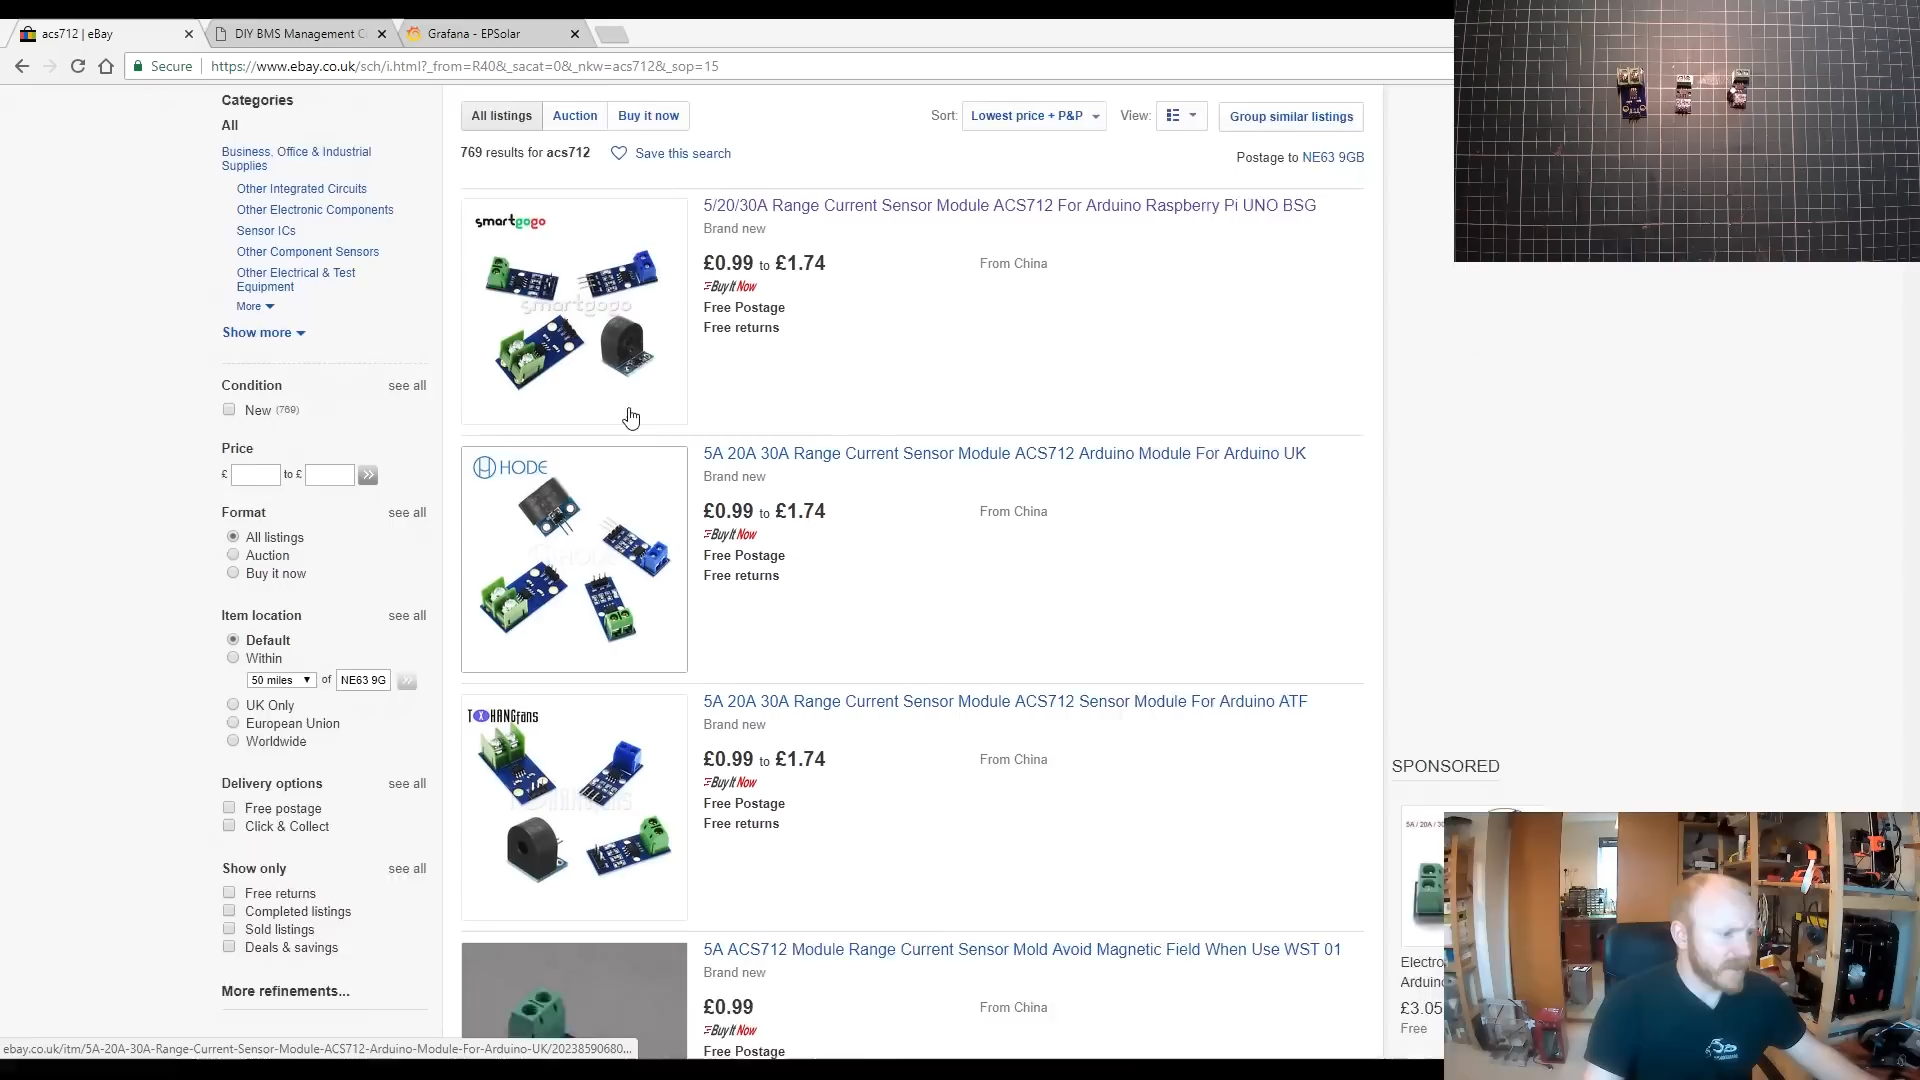 acs712 | eBay
DIY BMS Management C
Grafana - EPSolar
Secure
https://www.ebay.co.uk/sch/i.html?_from=R40&_sacat=0&_nkw=acs712&_sop=15
Categories
All
Business, Office & Industrial
Supplies
Other Integrated Circuits
Other Electronic Components
Sensor ICs
Other Component Sensors
Other Electrical & Test
Equipment
More
Show more
Condition
see all
New (769)
Price
£
to £
Format
see all
All listings
Auction
Buy it now
Item location
see all
Default
Within
50 miles
of
NE63 9G
UK Only
European Union
Worldwide
Delivery options
see all
Free postage
Click & Collect
Show only
see all
Free returns
Completed listings
Sold listings
Deals & savings
More refinements...
All listings
Auction
Buy it now
Sort:
Lowest price + P&P
View:
Group similar listings
769 results for acs712
Save this search
Postage to NE63 9GB
smartgogo
smartgogo
5/20/30A Range Current Sensor Module ACS712 For Arduino Raspberry Pi UNO BSG
Brand new
£0.99 to £1.74
From China
Buy It Now
Free Postage
Free returns
HODE
5A 20A 30A Range Current Sensor Module ACS712 Arduino Module For Arduino UK
Brand new
£0.99 to £1.74
From China
Buy It Now
Free Postage
Free returns
TXHANGfans
5A 20A 30A Range Current Sensor Module ACS712 Sensor Module For Arduino ATF
Brand new
£0.99 to £1.74
From China
Buy It Now
Free Postage
Free returns
5A ACS712 Module Range Current Sensor Mold Avoid Magnetic Field When Use WST 01
Brand new
£0.99
From China
Buy It Now
Free Postage
SPONSORED
5A / 20A / 30
Electro
Arduin
£3.05
Free
ebay.co.uk/itm/5A-20A-30A-Range-Current-Sensor-Module-ACS712-Arduino-Module-For-Arduino-UK/20238590680...